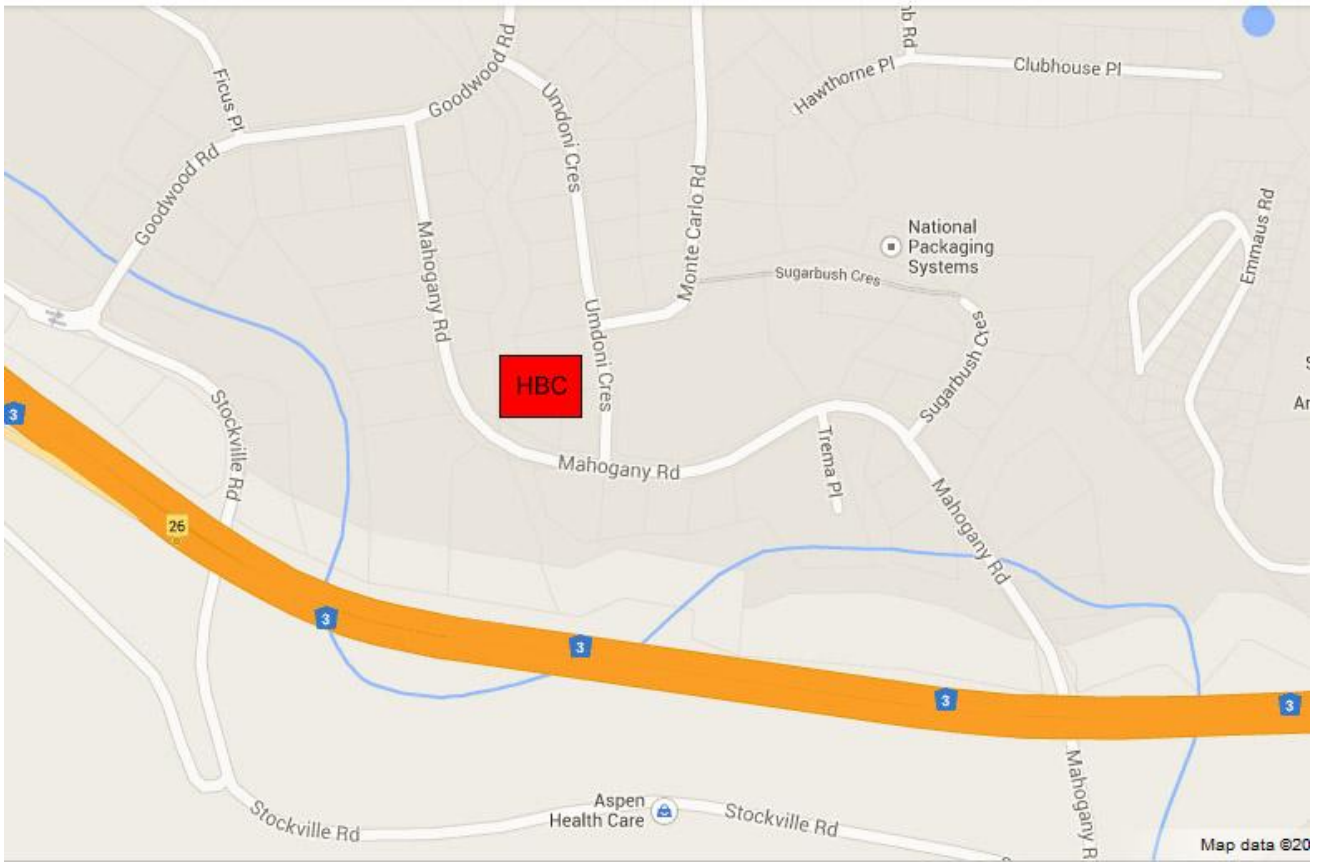 nb Rd
Clubhouse Pl
Hawthorne Pl
Ficus Pl
Goodwood Rd
Umdoni Cres
Goodwood Rd
Monte Carlo Rd
Emmaus Rd
National
Packaging
Systems
Mahogany Rd
Sugarbush Cres
Umdoni Cres
Sugarbush Cres
HBC
3
Stockville Rd
Mahogany Rd
Trema Pl
S
Ar
26
Mahogany Rd
3
3
3
3
Mahogany R
Aspen
Health Care
Stockville Rd
Stockville Rd
Map data ©20